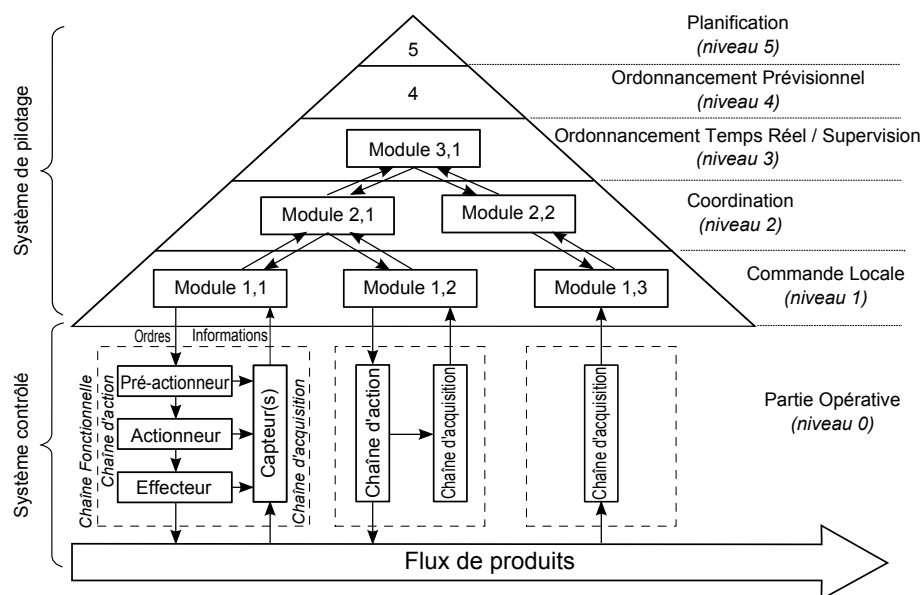 Système de pilotage
Système contrôlé
5
4
Module 3,1
Module 2,1
Module 2,2
Module 1,1
Module 1,2
Module 1,3
Planification
(niveau 5)
Ordonnancement Prévisionnel
(niveau 4)
Ordonnancement Temps Réel / Supervision
(niveau 3)
Coordination
(niveau 2)
Commande Locale
(niveau 1)
Partie Opérative
(niveau 0)
Ordres
Informations
Chaîne Fonctionnelle
Chaîne d'action
Pré-actionneur
Actionneur
Effecteur
Capteur(s)
Chaîne d'acquisition
Chaîne d'action
Chaîne d'acquisition
Chaîne d'acquisition
Flux de produits